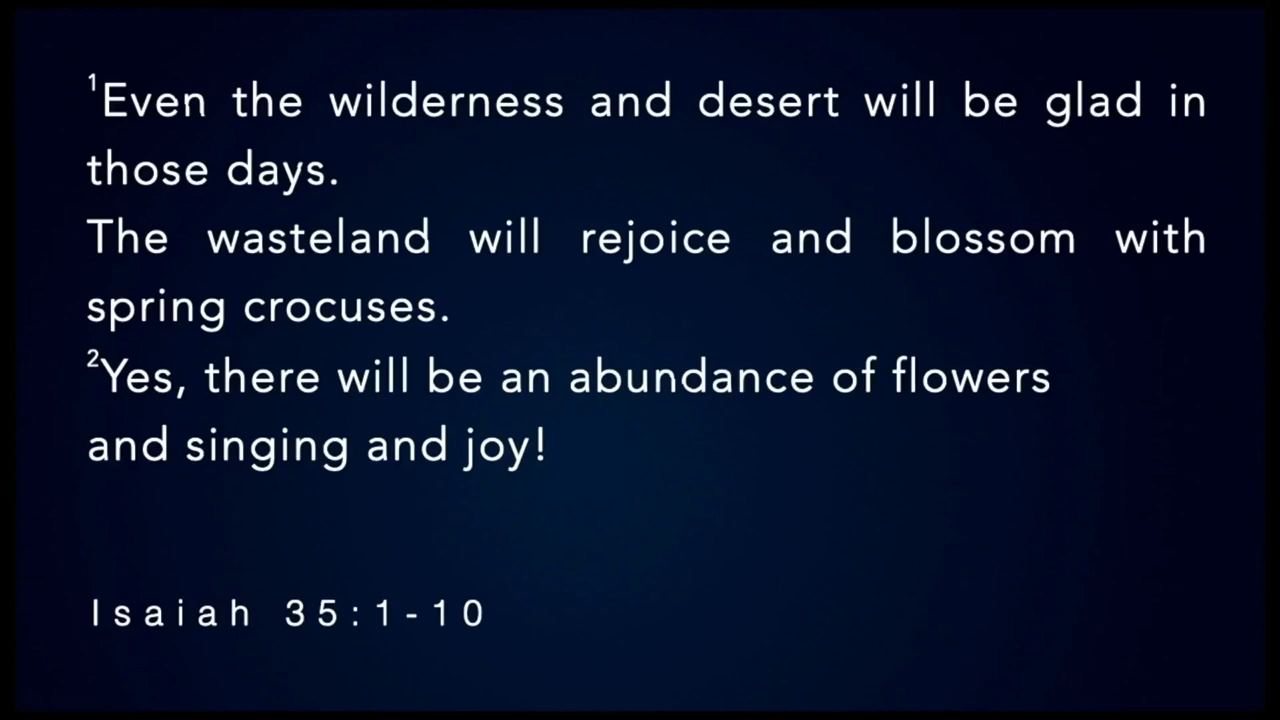 ¹Even the wilderness and desert will be glad in
those days.
The wasteland will rejoice and blossom with
spring crocuses.
²Yes, there will be an abundance of flowers
and singing and joy!
Isaiah 35:1-10